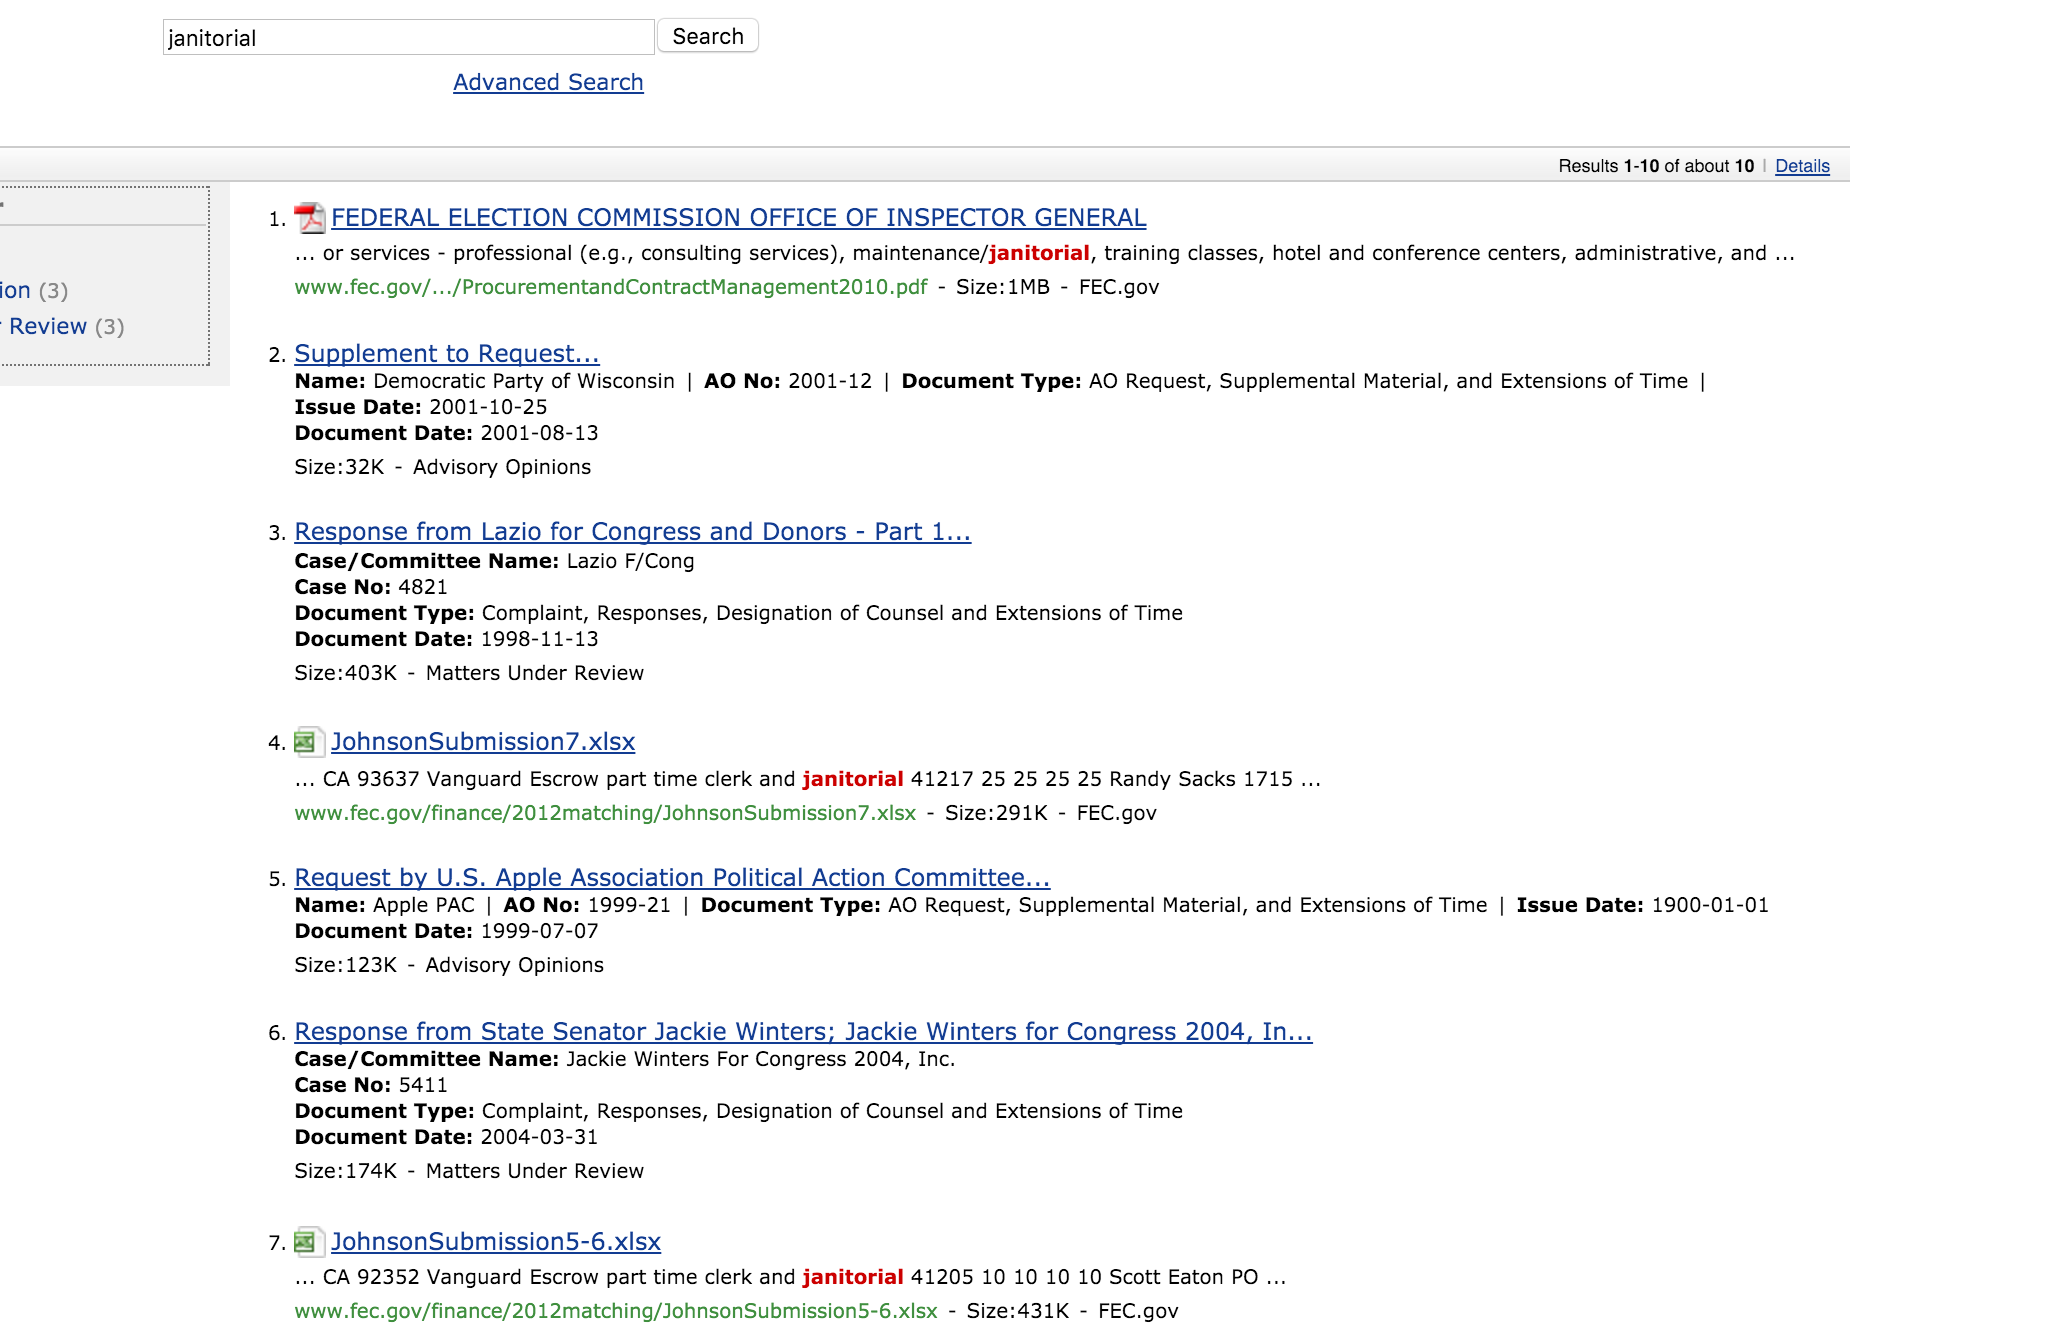 janitorial
Search
Advanced Search
Results 1-10 of about 10 | Details
(3)
Review (3)
1. FEDERAL ELECTION COMMISSION OFFICE OF INSPECTOR GENERAL
... or services - professional (e.g., consulting services), maintenance/janitorial, training classes, hotel and conference centers, administrative, and ...
www.fec.gov/.../ProcurementandContractManagement2010.pdf - Size:1MB - FEC.gov
2. Supplement to Request...
Name: Democratic Party of Wisconsin | AO No: 2001-12 | Document Type: AO Request, Supplemental Material, and Extensions of Time |
Issue Date: 2001-10-25
Document Date: 2001-08-13
Size:32K - Advisory Opinions
3. Response from Lazio for Congress and Donors - Part 1...
Case/Committee Name: Lazio F/Cong
Case No: 4821
Document Type: Complaint, Responses, Designation of Counsel and Extensions of Time
Document Date: 1998-11-13
Size:403K - Matters Under Review
4. JohnsonSubmission7.xlsx
... CA 93637 Vanguard Escrow part time clerk and janitorial 41217 25 25 25 25 Randy Sacks 1715 ...
www.fec.gov/finance/2012matching/JohnsonSubmission7.xlsx - Size:291K - FEC.gov
5. Request by U.S. Apple Association Political Action Committee...
Name: Apple PAC | AO No: 1999-21 | Document Type: AO Request, Supplemental Material, and Extensions of Time | Issue Date: 1900-01-01
Document Date: 1999-07-07
Size:123K - Advisory Opinions
6. Response from State Senator Jackie Winters; Jackie Winters for Congress 2004, In...
Case/Committee Name: Jackie Winters For Congress 2004, Inc.
Case No: 5411
Document Type: Complaint, Responses, Designation of Counsel and Extensions of Time
Document Date: 2004-03-31
Size:174K - Matters Under Review
7. JohnsonSubmission5-6.xlsx
... CA 92352 Vanguard Escrow part time clerk and janitorial 41205 10 10 10 10 Scott Eaton PO ...
www.fec.gov/finance/2012matching/JohnsonSubmission5-6.xlsx - Size:431K - FEC.gov